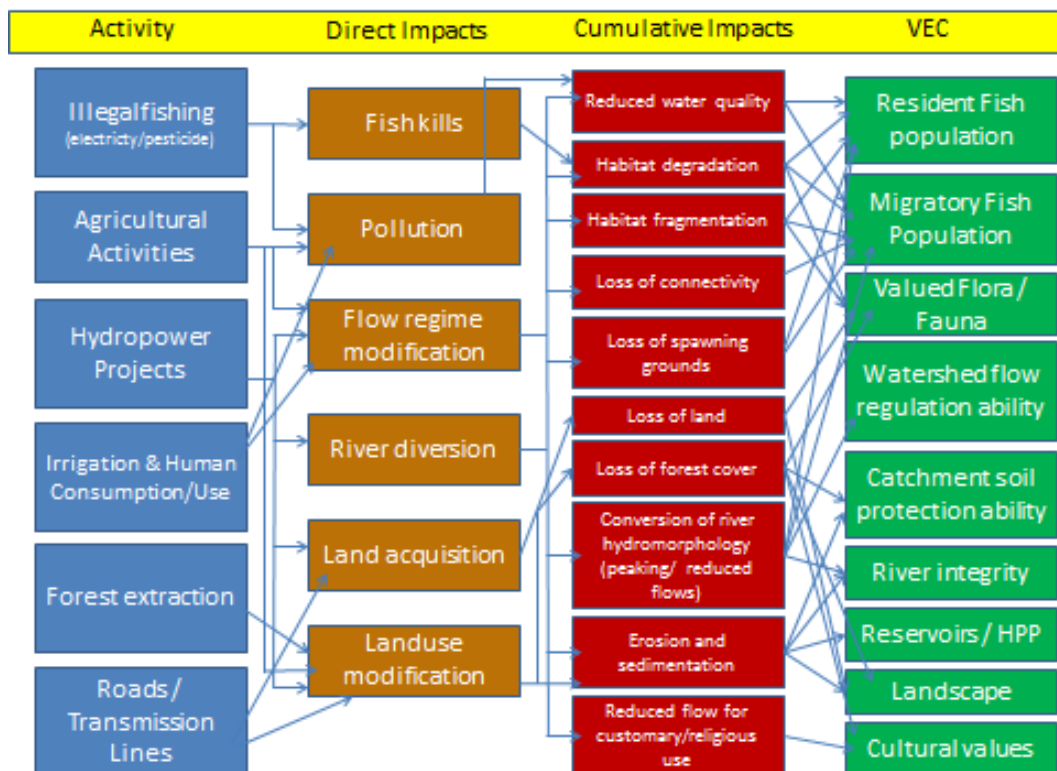 Activity
Direct Impacts
Cumulative Impacts
VEC
Illegalfishing
(electricty/pesticide)
Agricultural
Activities
Hydropower
Projects
Irrigation & Human
Consumption/Use
Forest extraction
Roads /
Transmission
Lines
Fish kills
Pollution
Flow regime
modification
River diversion
Land acquisition
Landuse
modification
Reduced water quality
Habitat degradation
Habitat fragmentation
Loss of connectivity
Loss of spawning
grounds
Loss of land
Loss of forest cover
Conversion of river
hydromorphology
(peaking/ reduced
flows)
Erosion and
sedimentation
Reduced flow for
customary/religious
use
Resident Fish
population
Migratory Fish
Population
Valued Flora /
Fauna
Watershed flow
regulation ability
Catchment soil
protection ability
River integrity
Reservoirs / HPP
Landscape
Cultural values